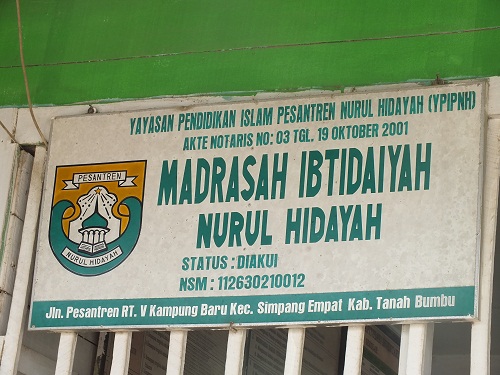 YAYASAN PENDIDIKAN ISLAM PESANTREN NURUL HIDAYAH (YPIPNH)
AKTE NOTARIS NO: 03 TGL. 19 OKTOBER 2001
PESANTREN
NURUL HIDAYAH
MADRASAH IBTIDAIYAH
NURUL HIDAYAH
STATUS : DIAKUI
NSM : 112630210012
Jln. Pesantren RT. V Kampung Baru Kec. Simpang Empat Kab. Tanah Bumbu